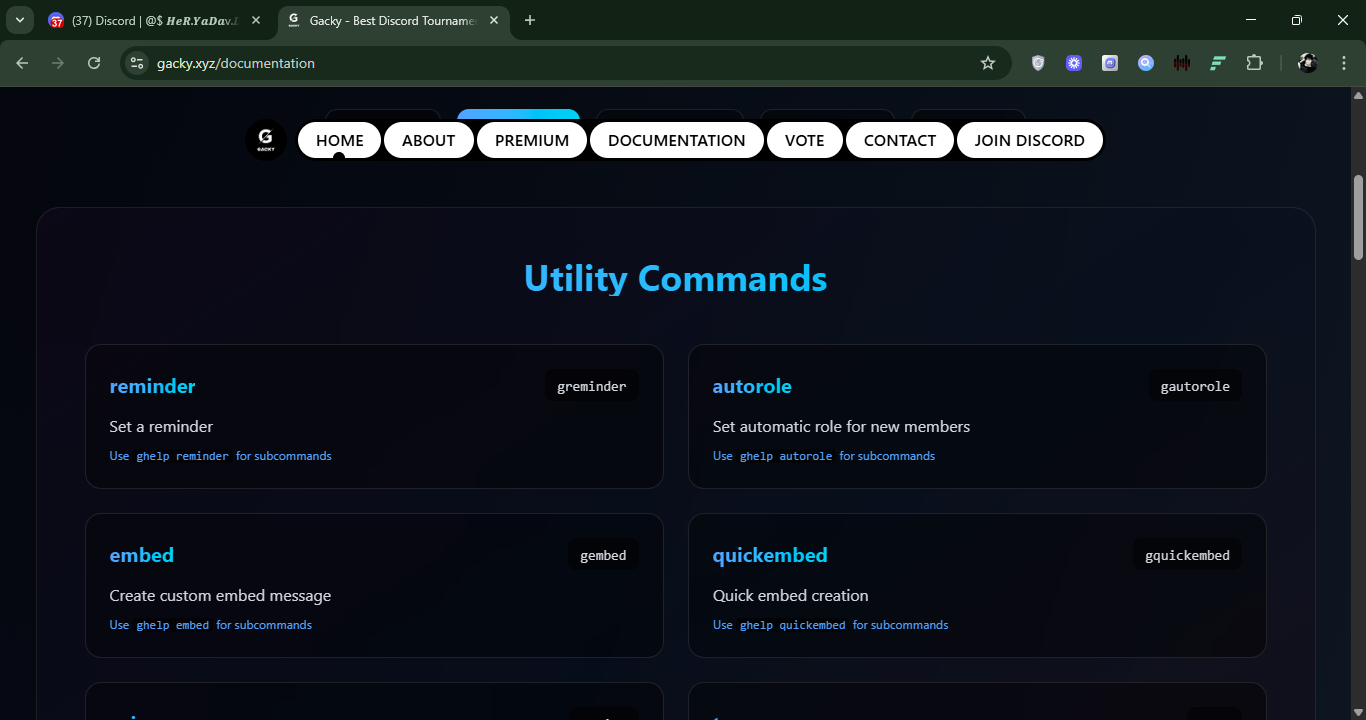 (37) Discord | @$ HeR.YaDav.
Gacky - Best Discord Tourname
gacky.xyz/documentation
G
GACKY
HOME
ABOUT
PREMIUM
DOCUMENTATION
VOTE
CONTACT
JOIN DISCORD
Utility Commands
reminder
greminder
Set a reminder
Use ghelp reminder for subcommands
autorole
gautorole
Set automatic role for new members
Use ghelp autorole for subcommands
embed
gembed
Create custom embed message
Use ghelp embed for subcommands
quickembed
gquickembed
Quick embed creation
Use ghelp quickembed for subcommands